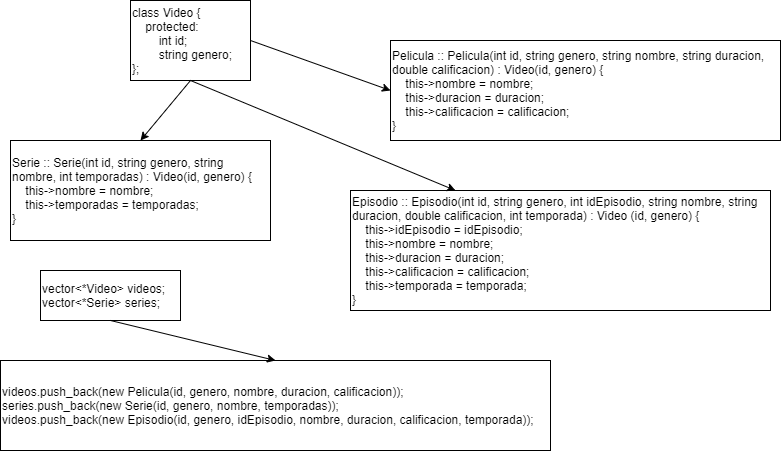 class Video {
protected:
int id;
string genero;
};
Pelicula :: Pelicula(int id, string genero, string nombre, string duracion,
double calificacion) : Video(id, genero) {
this->nombre = nombre;
this->duracion = duracion;
this->calificacion = calificacion;
}
Serie :: Serie(int id, string genero, string
nombre, int temporadas) : Video(id, genero) {
this->nombre = nombre;
this->temporadas = temporadas;
}
Episodio :: Episodio(int id, string genero, int idEpisodio, string nombre, string
duracion, double calificacion, int temporada) : Video (id, genero) {
this->idEpisodio = idEpisodio;
this->nombre = nombre;
this->duracion = duracion;
this->calificacion = calificacion;
this->temporada = temporada;
}
vector<*Video> videos;
vector<*Serie> series;
videos.push_back(new Pelicula(id, genero, nombre, duracion, calificacion));
series.push_back(new Serie(id, genero, nombre, temporadas));
videos.push_back(new Episodio(id, genero, idEpisodio, nombre, duracion, calificacion, temporada));